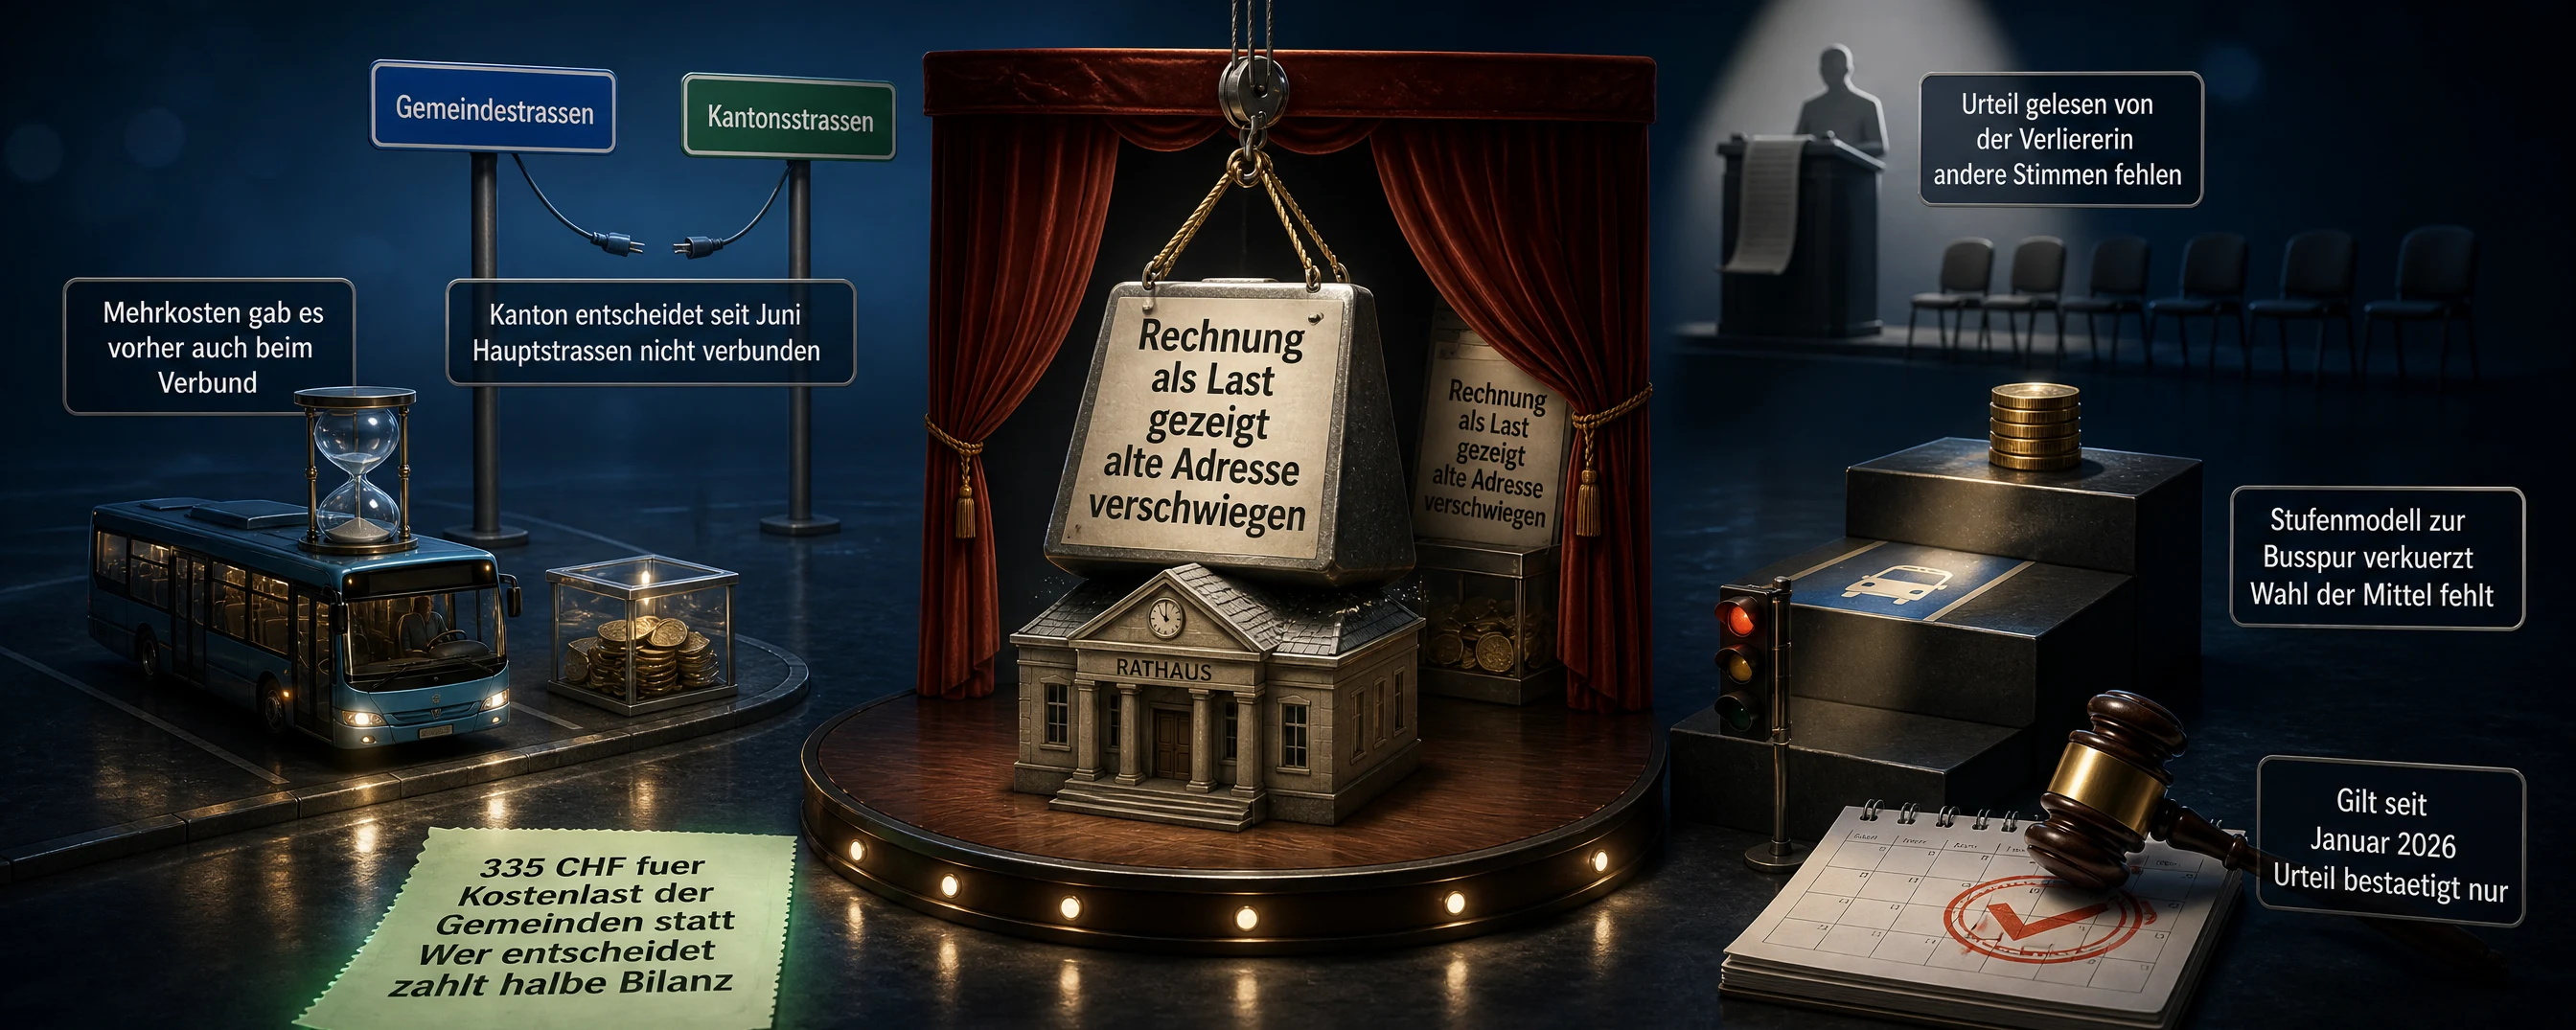 Gemeindestrassen
Kantonsstrassen
Mehrkosten gab es
vorher auch beim
Verbund
Kanton entscheidet seit Juni
Hauptstrassen nicht verbunden
335 CHF fuer
Kostenlast der
Gemeinden statt
Wer entscheidet
zahlt halbe Bilanz
Rechnung
als Last
gezeigt
alte Adresse
verschwiegen
Rechnung
als Last
gezeigt
alte Adresse
verschwiegen
RATHAUS
Urteil gelesen von
der Verliererin
andere Stimmen fehlen
Stufenmodell zur
Busspur verkuerzt
Wahl der Mittel fehlt
Gilt seit
Januar 2026
Urteil bestaetigt nur